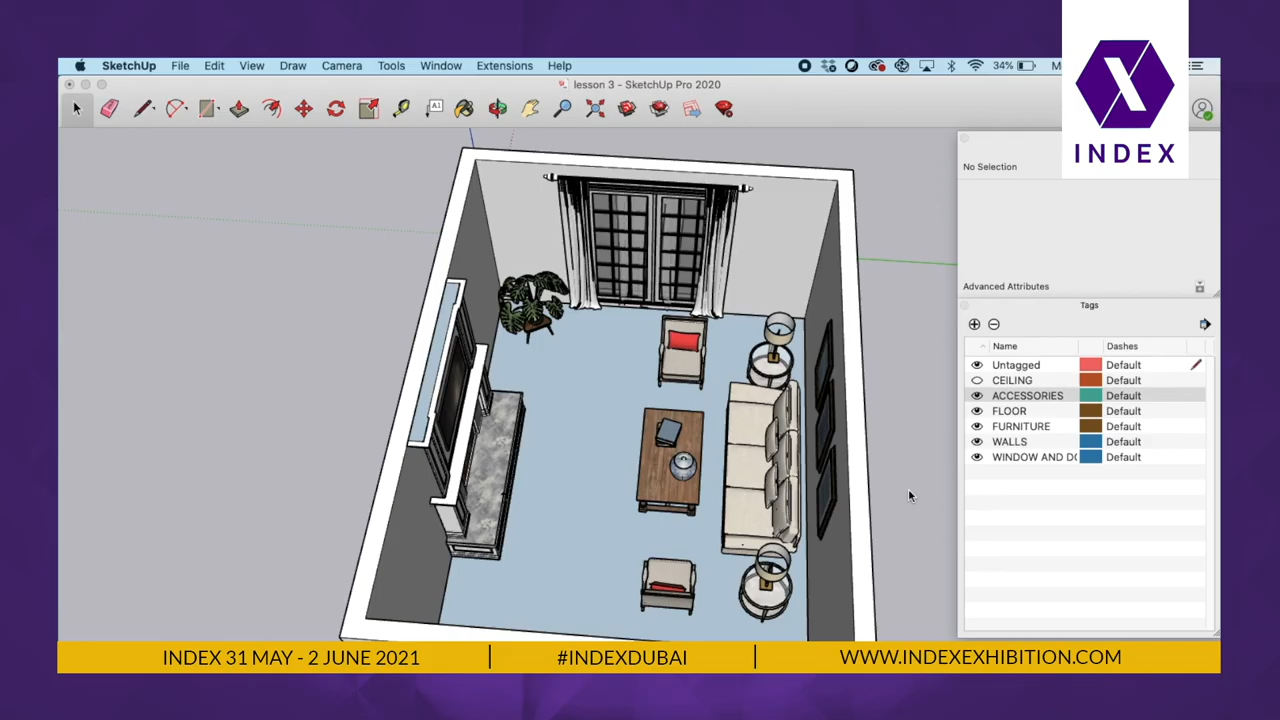 SketchUp File Edit View Draw Camera Tools Window Extensions Help 34%
lesson 3 - SketchUp Pro 2020
A1
INDEX
No Selection
Advanced Attributes
Tags
Name Dashes
Untagged Default
CEILING Default
ACCESSORIES Default
FLOOR Default
FURNITURE Default
WALLS Default
WINDOW AND DO Default
INDEX 31 MAY - 2 JUNE 2021 | #INDEXDUBAI | WWW.INDEXEXHIBITION.COM